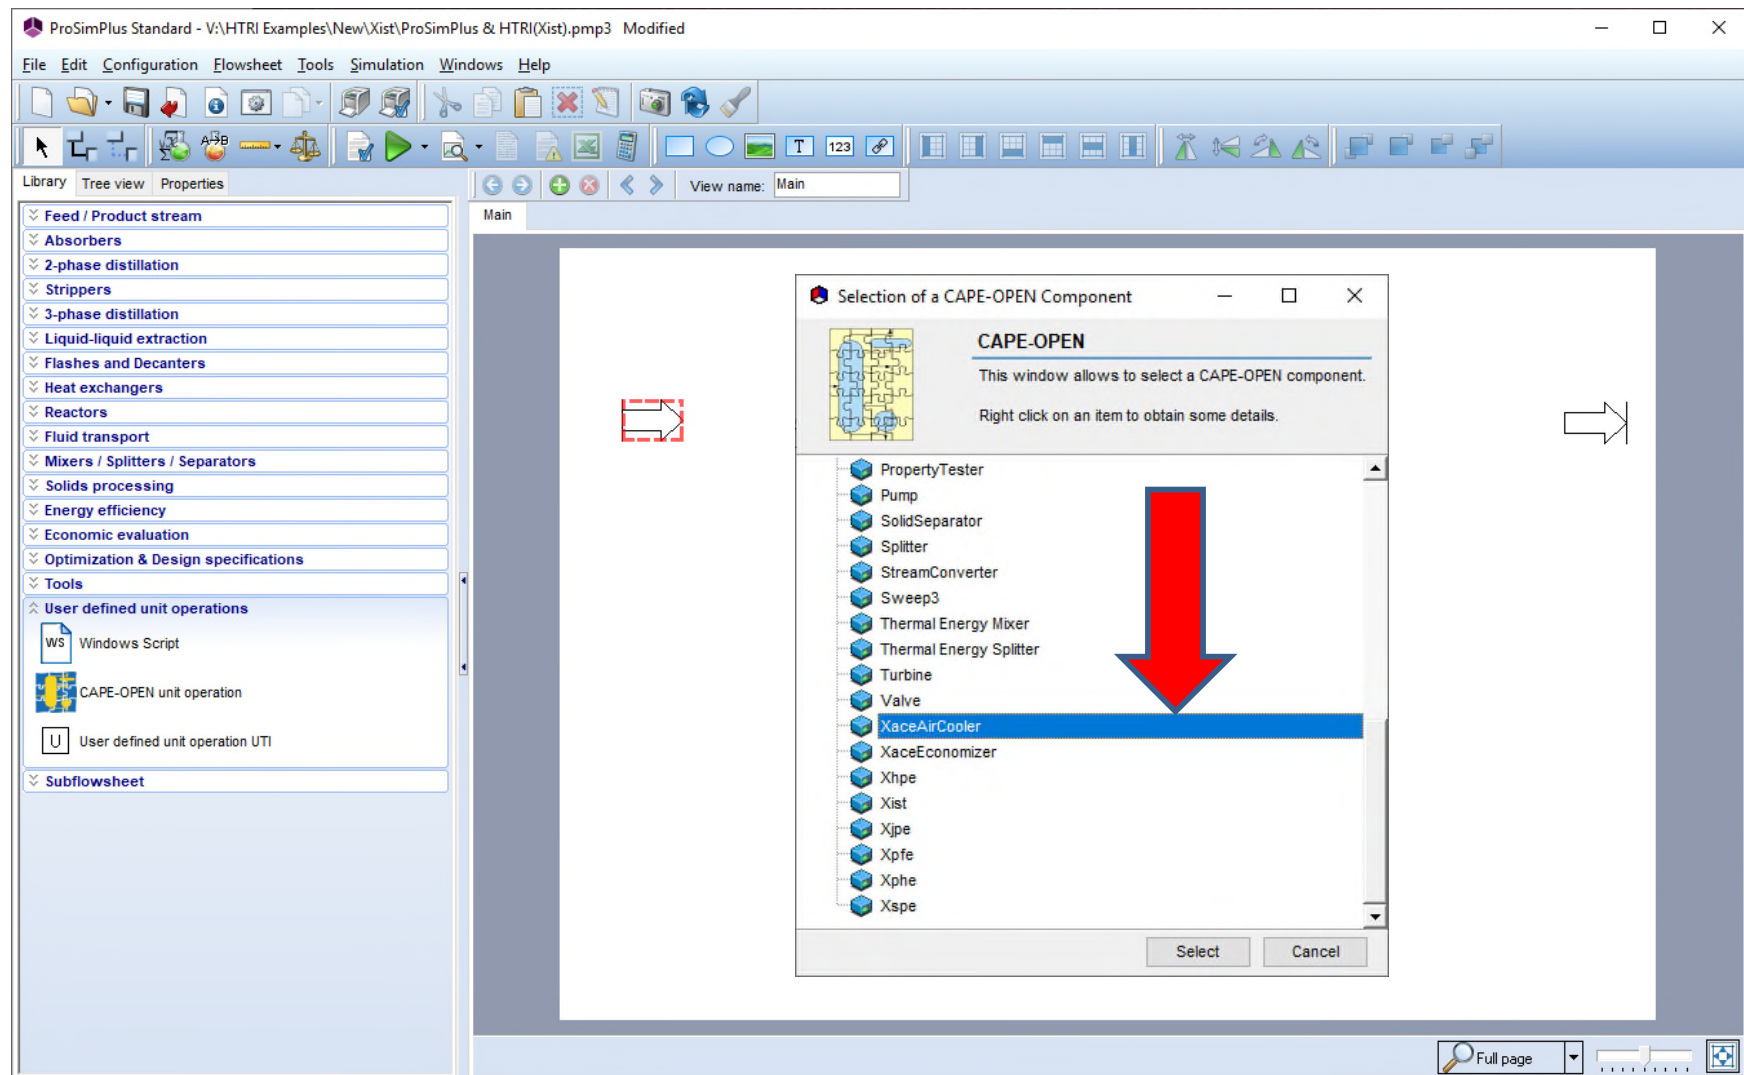 ProSimPlus Standard - V:\HTRI Examples\New\Xist\ProSimPlus & HTRI(Xist).pmp3   Modified
File Edit Configuration Flowsheet Tools Simulation Windows Help
A+B
T 123
Library Tree view Properties
View name: Main
Main
Feed / Product stream
Absorbers
2-phase distillation
Strippers
3-phase distillation
Liquid-liquid extraction
Flashes and Decanters
Heat exchangers
Reactors
Fluid transport
Mixers / Splitters / Separators
Solids processing
Energy efficiency
Economic evaluation
Optimization & Design specifications
Tools
User defined unit operations
WS Windows Script
CAPE-OPEN unit operation
U User defined unit operation UTI
Subflowsheet
Selection of a CAPE-OPEN Component
CAPE-OPEN
This window allows to select a CAPE-OPEN component.
Right click on an item to obtain some details.
PropertyTester
Pump
SolidSeparator
Splitter
StreamConverter
Sweep3
Thermal Energy Mixer
Thermal Energy Splitter
Turbine
Valve
XaceAirCooler
XaceEconomizer
Xhpe
Xist
Xjpe
Xpfe
Xphe
Xspe
Select Cancel
Full page